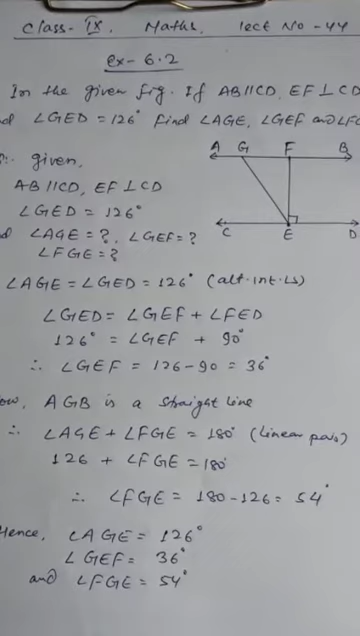 Class- IX. Maths. lect No-44
ex- 6.2
In the given fig. If AB||CD, EF⊥CD
∠GED = 126° find ∠AGE, ∠GEF and ∠FG
A G F B
given,
AB||CD, EF⊥CD
∠GED = 126°
∠AGE = ?, ∠GEF = ?
∠FGE = ?
C E D
∠AGE = ∠GED = 126° (alt. int. ∠s)
∠GED = ∠GEF + ∠FED
126° = ∠GEF + 90°
∴ ∠GEF = 126-90 = 36°
ow, AGB is a straight line
∴ ∠AGE + ∠FGE = 180° (linear pair)
126 + ∠FGE = 180°
∴ ∠FGE = 180-126 = 54°
Hence, ∠AGE = 126°
∠GEF = 36°
and ∠FGE = 54°